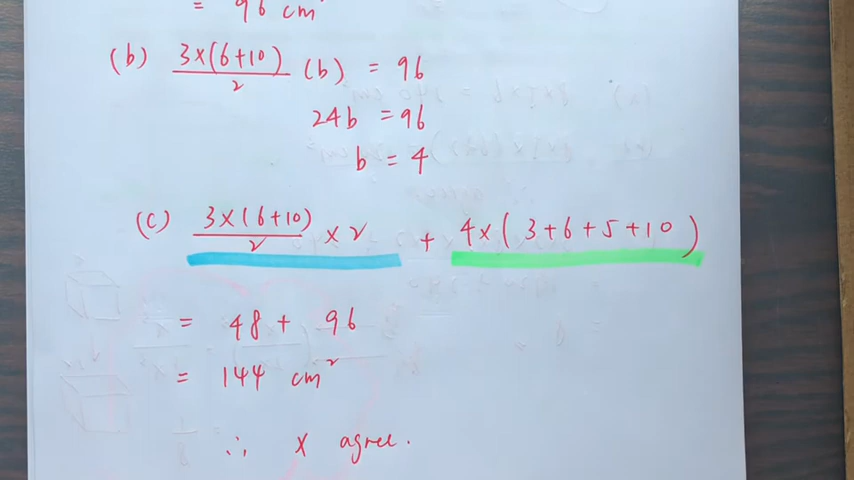 = 96 cm²
(b) 3×(6+10)/2 (b) = 96
24b = 96
b = 4
(c) 3×(6+10)/2 × 2 + 4×( 3+6+5+10 )
= 48 + 96
= 144 cm²
∴ x agree.